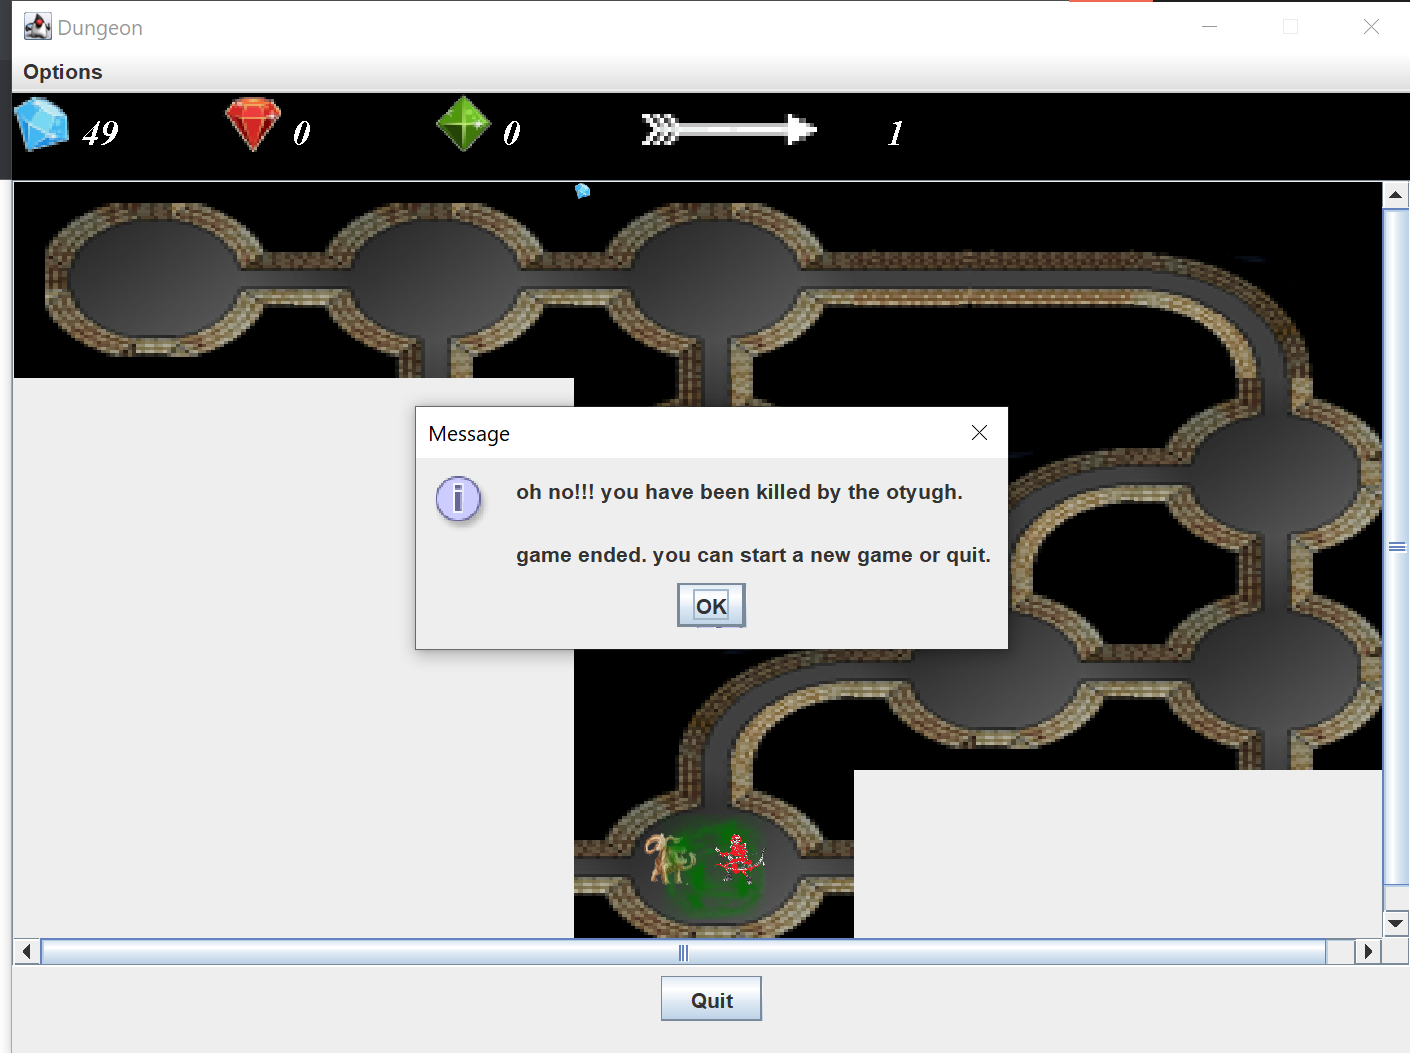 Dungeon
Options
49 0 0 1
Message
oh no!!! you have been killed by the otyugh.
game ended. you can start a new game or quit.
OK
Quit